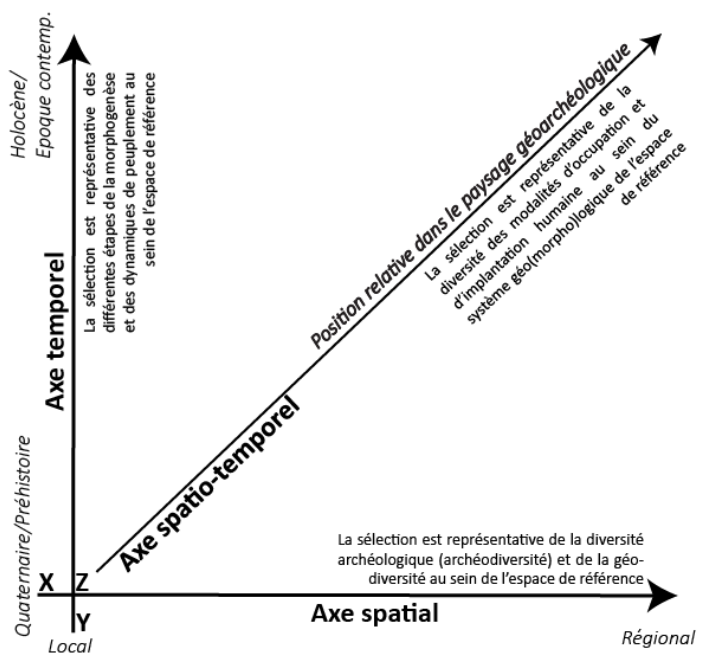 Holocène/
Epoque contemp.
La sélection est représentative des
différentes étapes de la morphogenèse
et des dynamiques de peuplement au
sein de l'espace de référence
Axe temporel
Quaternaire/Préhistoire
Position relative dans le paysage géoarchéologique
La sélection est représentative de la
diversité des modalités d'occupation et
d'implantation humaine au sein du
système géo(morpho)logique de l'espace
de référence
Axe spatio-temporel
La sélection est représentative de la diversité
archéologique (archéodiversité) et de la géo-
diversité au sein de l'espace de référence
X
Z
Y
Axe spatial
Local
Régional